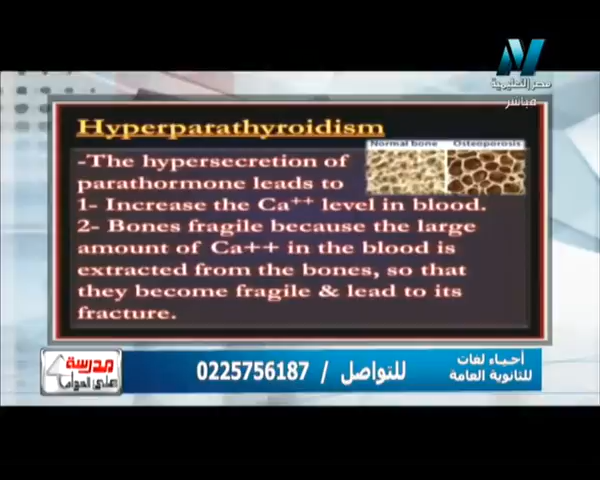 مصر التعليمية
مباشر
Hyperparathyroidism
Normal bone
Osteoporosis
-The hypersecretion of
parathormone leads to
1- Increase the Ca++ level in blood.
2- Bones fragile because the large
amount of Ca++ in the blood is
extracted from the bones, so that
they become fragile & lead to its
fracture.
مدرسة
على الهواء
للتواصل / 0225756187
أحياء لغات
للثانوية العامة